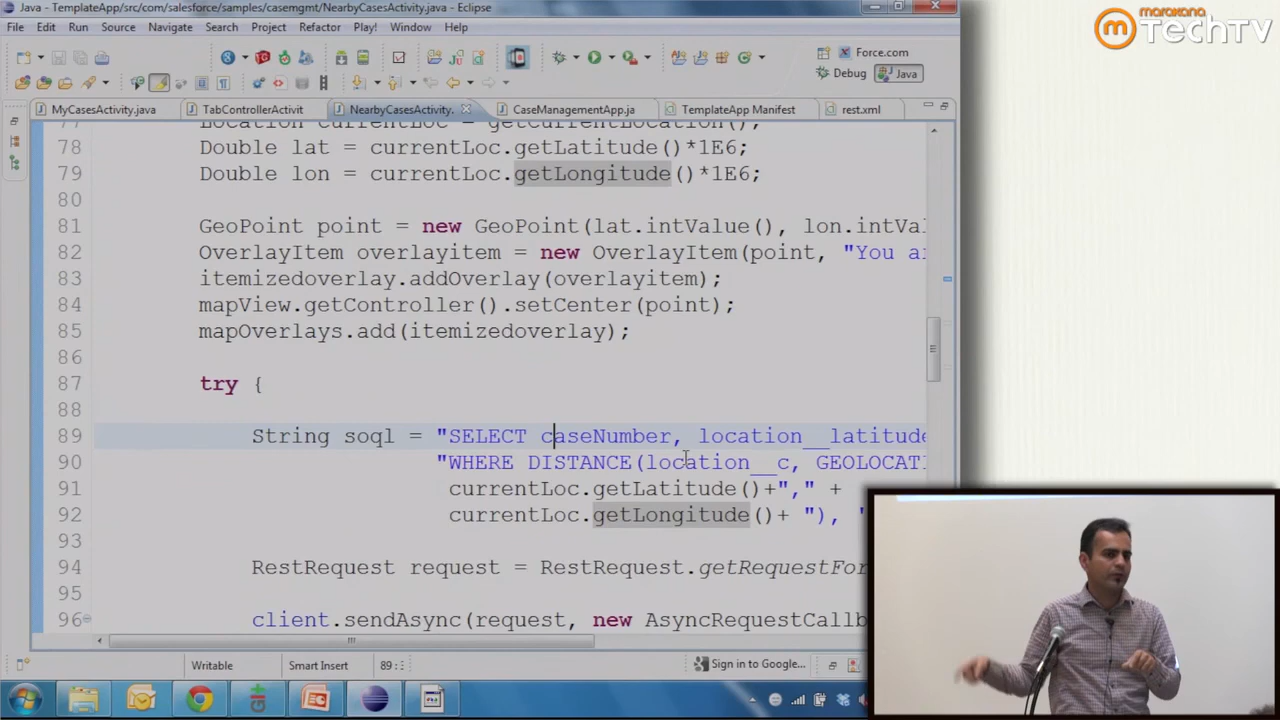 Java - TemplateApp/src/com/salesforce/samples/casemgmt/NearbyCasesActivity.java - Eclipse
File Edit Run Source Navigate Search Project Refactor Play! Window Help
Force.com
Debug Java
MyCasesActivity.java TabControllerActivit NearbyCasesActivity. CaseManagementApp.ja TemplateApp Manifest rest.xml
77 Location currentLoc = getCurrentLocation();
78 Double lat = currentLoc.getLatitude()*1E6;
79 Double lon = currentLoc.getLongitude()*1E6;
80
81 GeoPoint point = new GeoPoint(lat.intValue(), lon.intVal
82 OverlayItem overlayitem = new OverlayItem(point, "You ar
83 itemizedoverlay.addOverlay(overlayitem);
84 mapView.getController().setCenter(point);
85 mapOverlays.add(itemizedoverlay);
86
87 try {
88
89 String soql = "SELECT caseNumber, location__latitude
90 "WHERE DISTANCE(location__c, GEOLOCATI
91 currentLoc.getLatitude()+"," +
92 currentLoc.getLongitude()+ "), '
93
94 RestRequest request = RestRequest.getRequestFor
95
96 client.sendAsync(request, new AsyncRequestCallb
Writable Smart Insert 89 : Sign in to Google...
marakana
TechTV